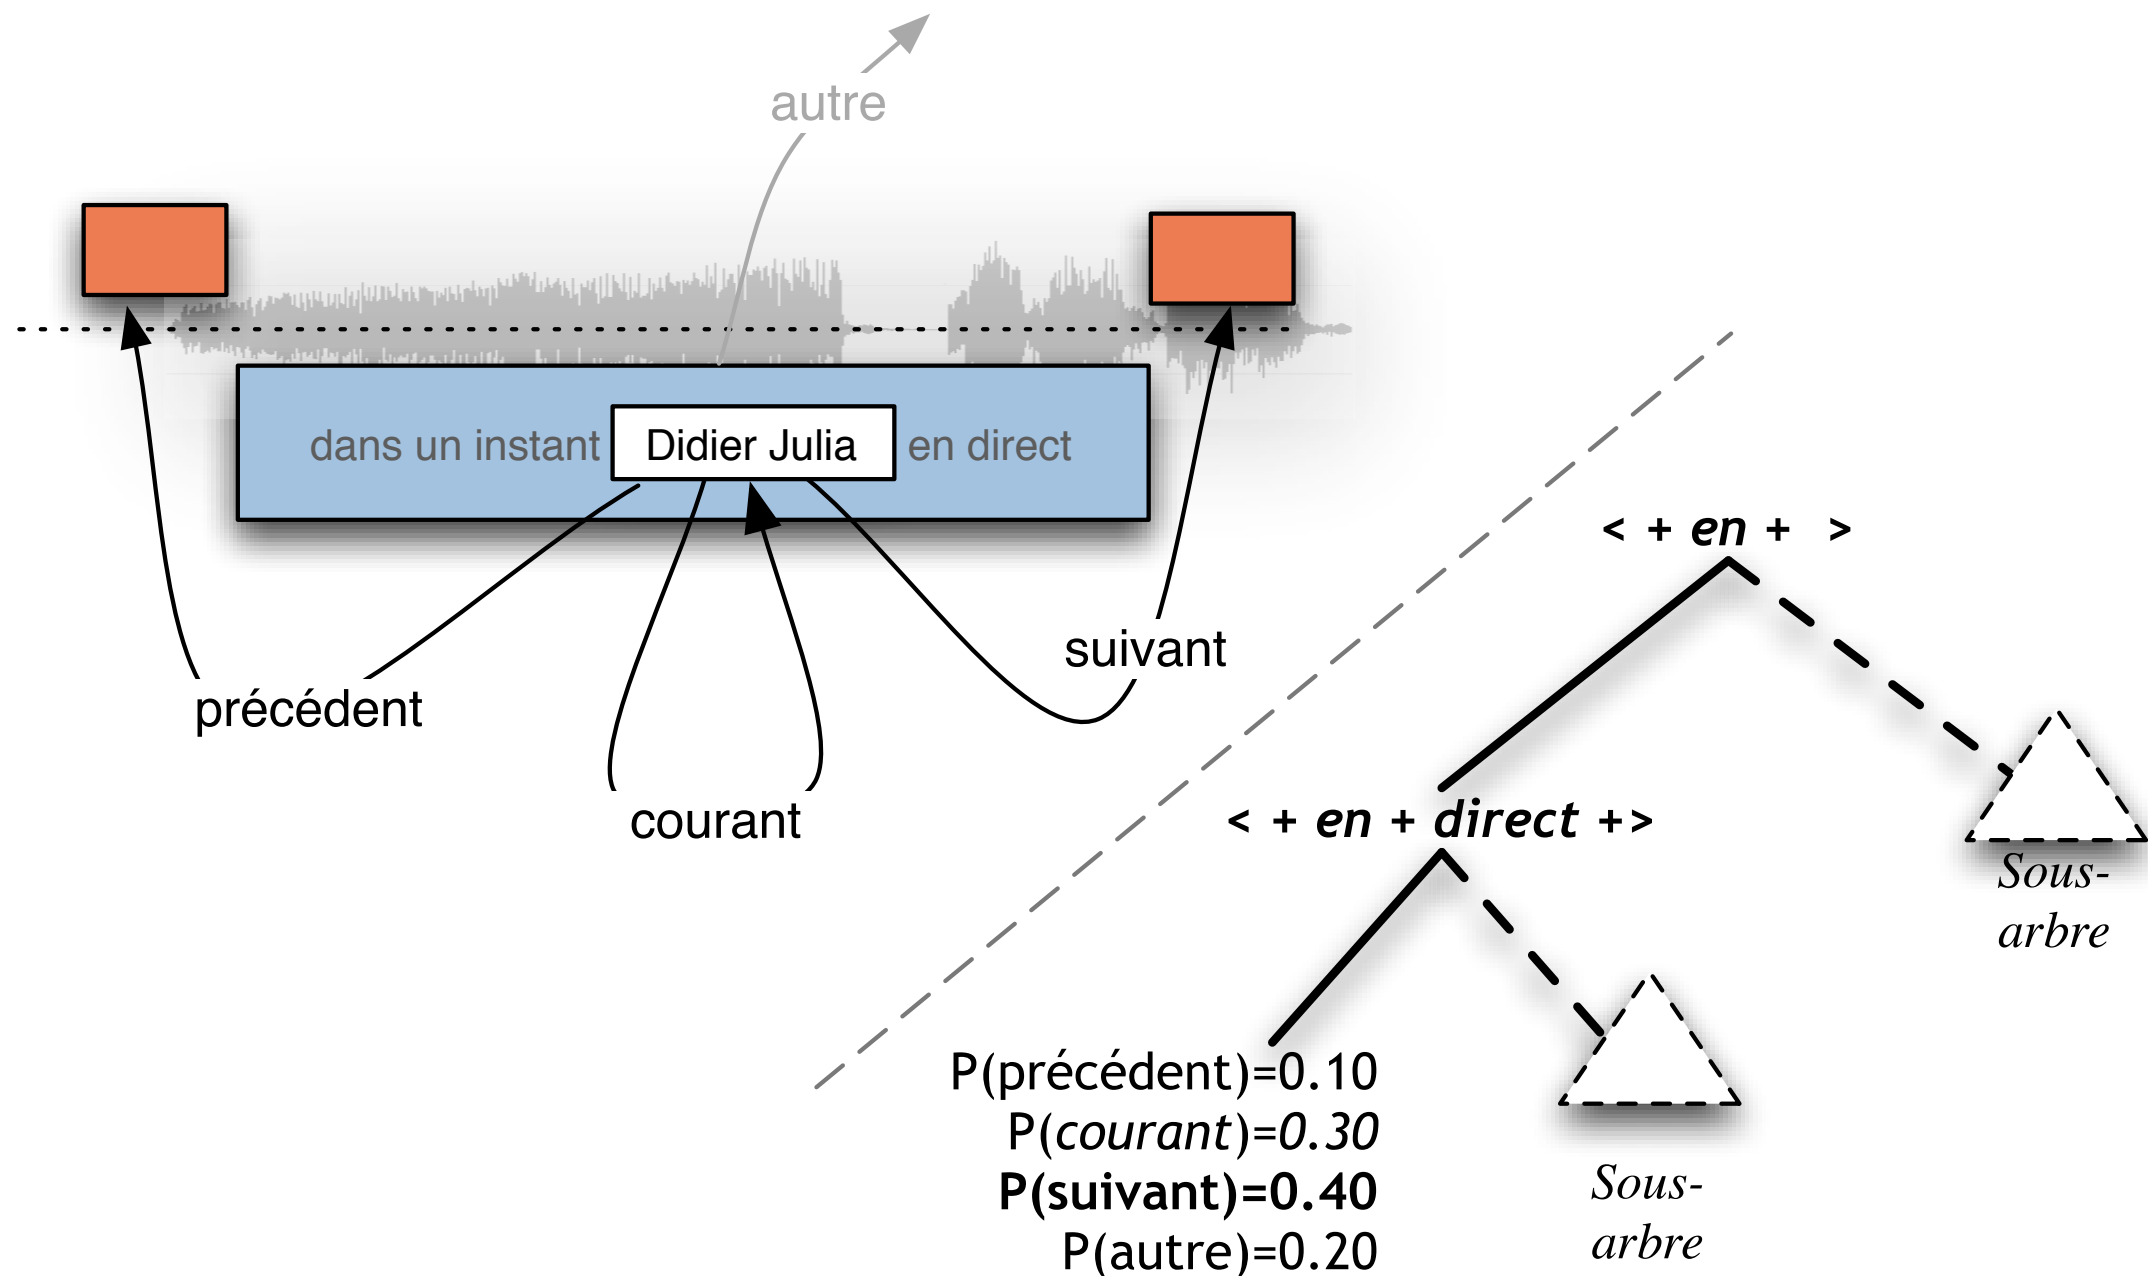 autre
dans un instant Didier Julia en direct
suivant
précédent
courant
< + en + >
< + en + direct +>
Sous-
arbre
P(précédent)=0.10
P(courant)=0.30
P(suivant)=0.40
P(autre)=0.20
Sous-
arbre